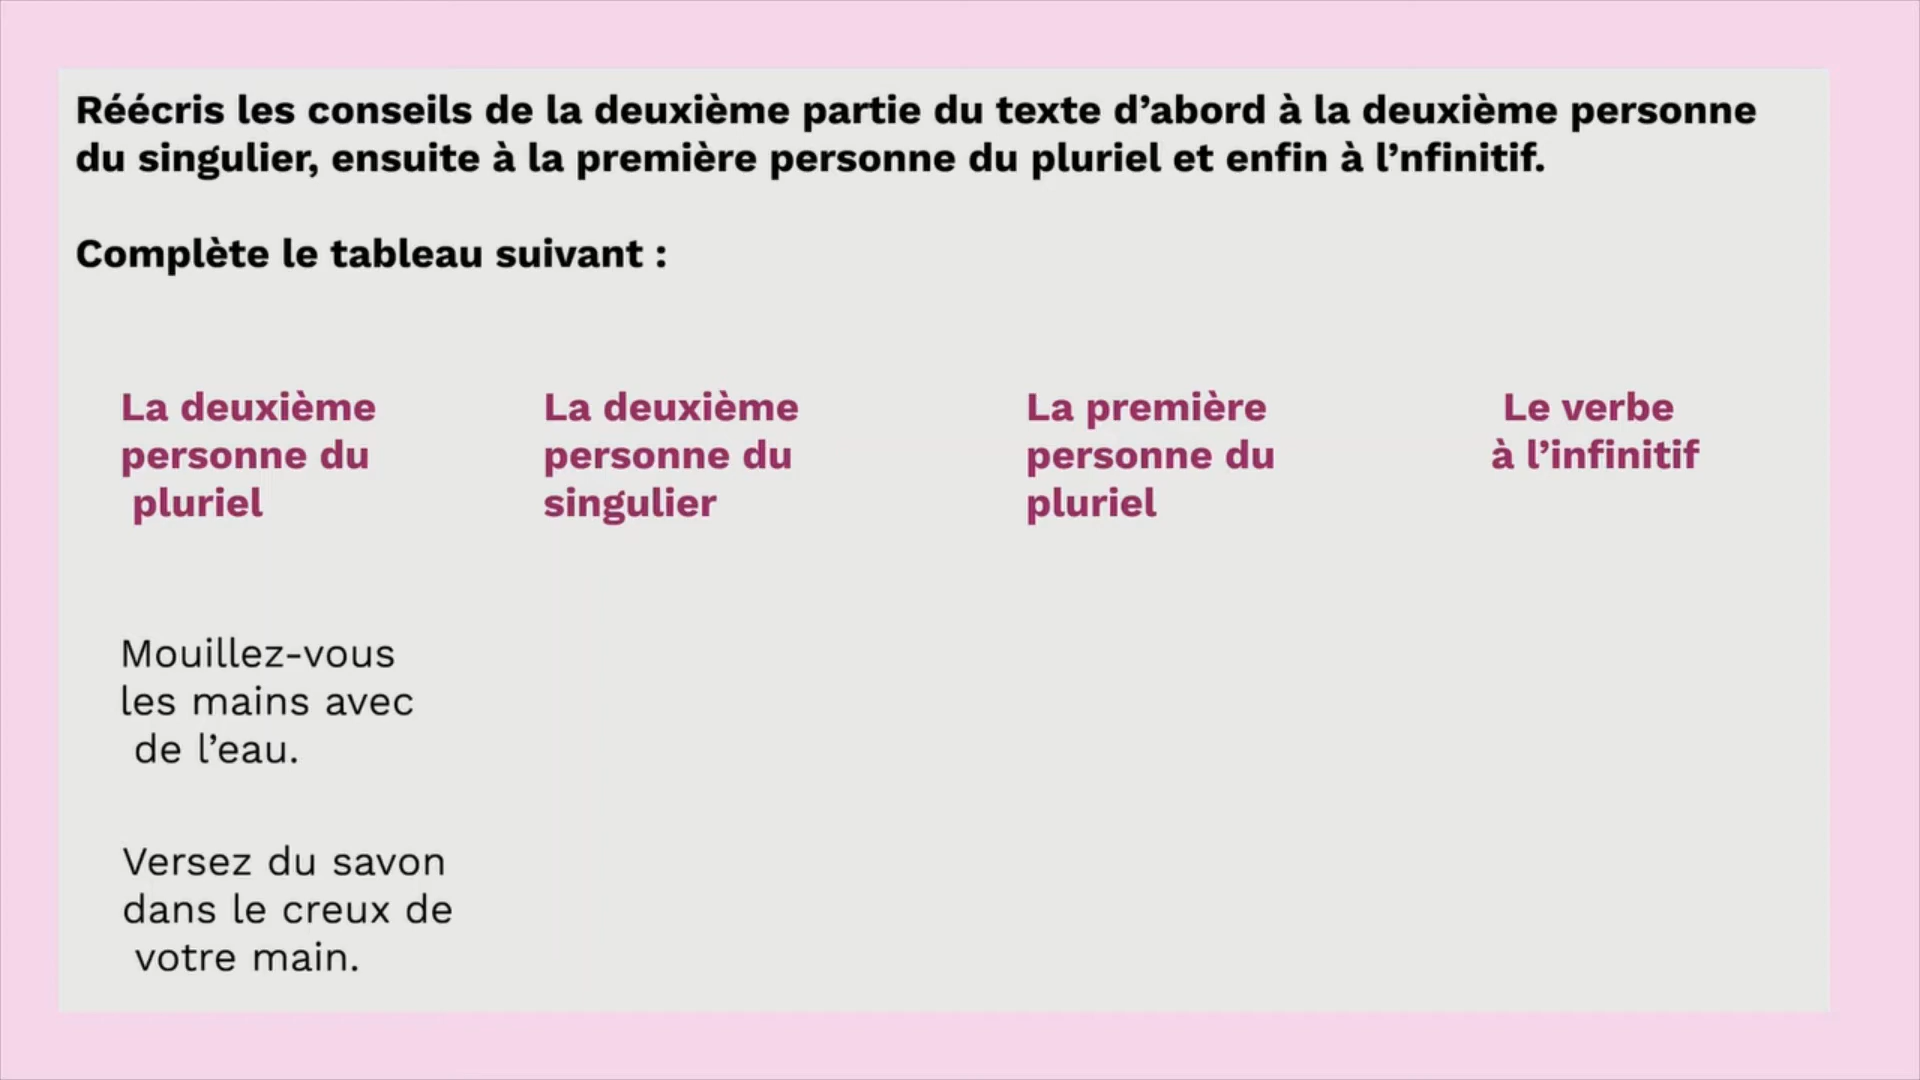 Réécris les conseils de la deuxième partie du texte d’abord à la deuxième personne
du singulier, ensuite à la première personne du pluriel et enfin à l’nfinitif.
Complète le tableau suivant :
La deuxième
personne du
pluriel
La deuxième
personne du
singulier
La première
personne du
pluriel
Le verbe
à l’infinitif
Mouillez-vous
les mains avec
de l’eau.
Versez du savon
dans le creux de
votre main.